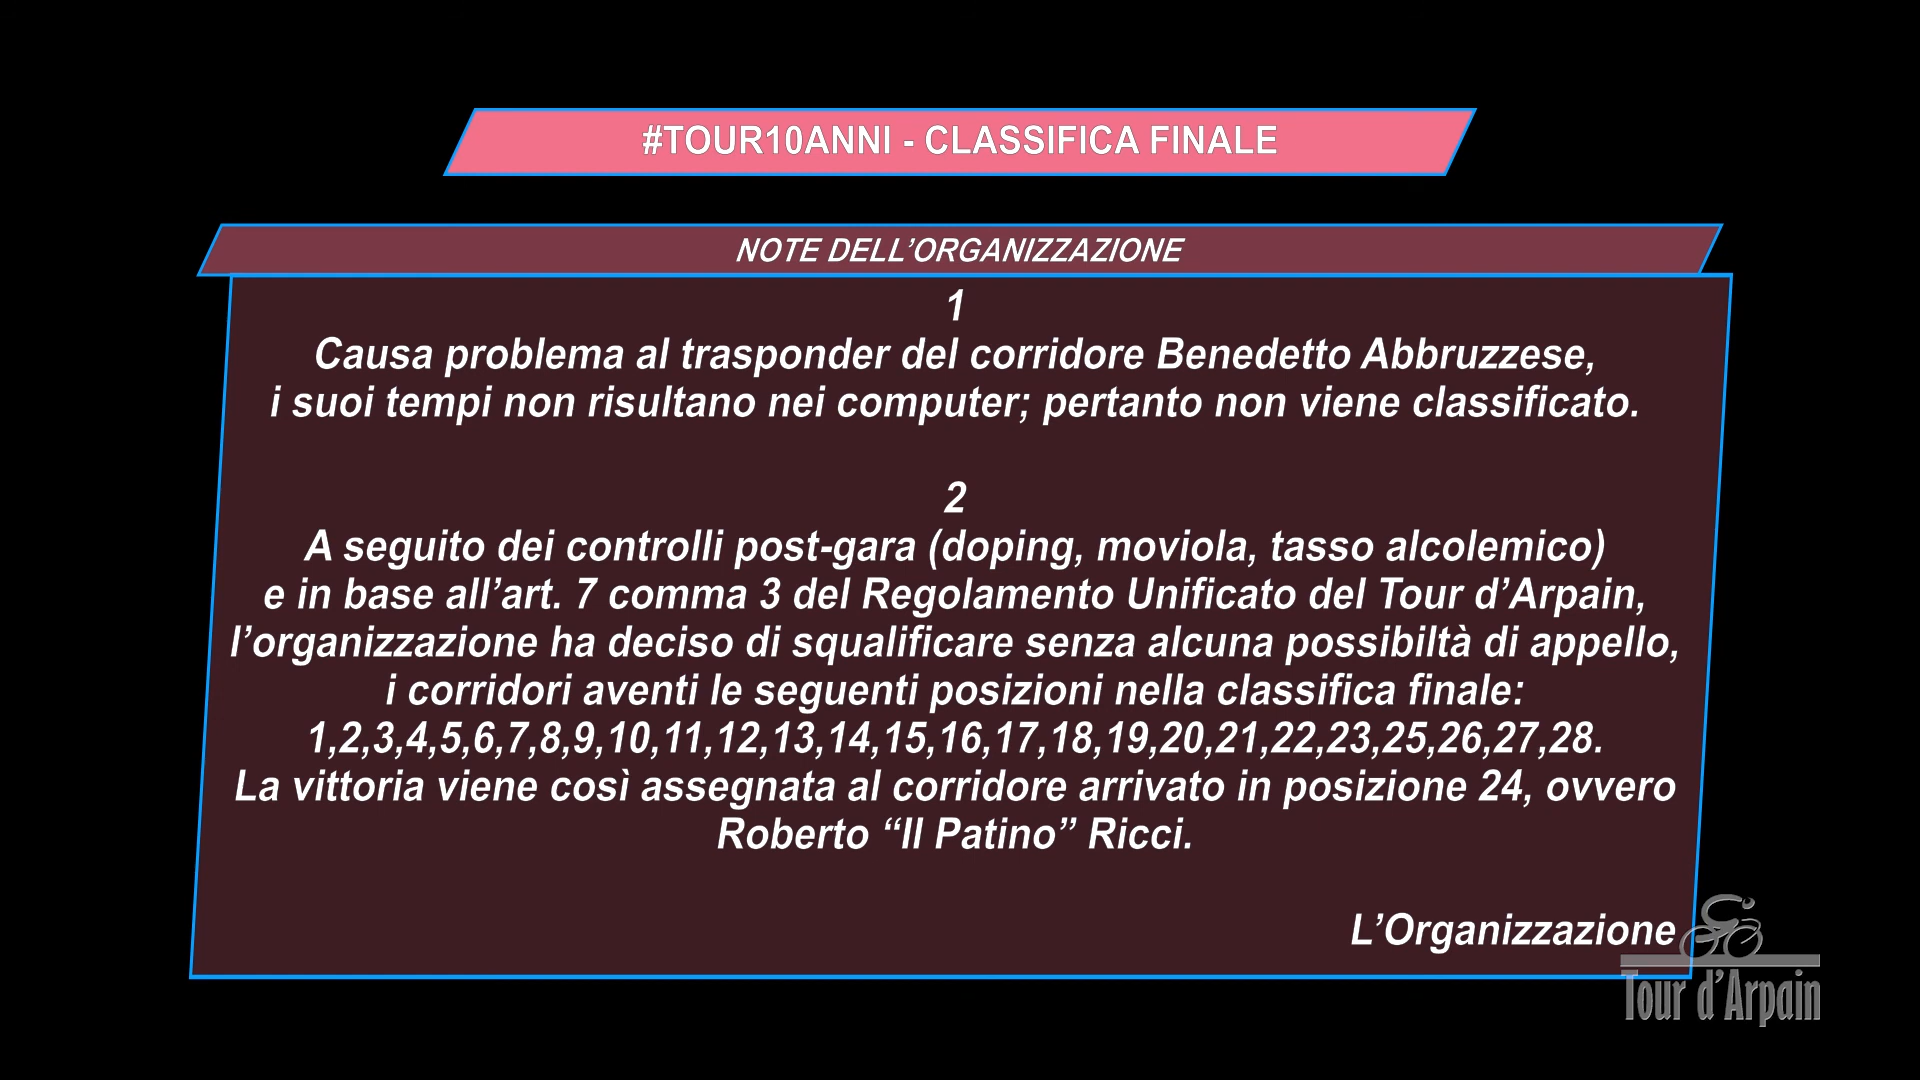 #TOUR10ANNI - CLASSIFICA FINALE
NOTE DELL’ORGANIZZAZIONE
1
Causa problema al trasponder del corridore Benedetto Abbruzzese,
i suoi tempi non risultano nei computer; pertanto non viene classificato.
2
A seguito dei controlli post-gara (doping, moviola, tasso alcolemico)
e in base all’art. 7 comma 3 del Regolamento Unificato del Tour d’Arpain,
l’organizzazione ha deciso di squalificare senza alcuna possibiltà di appello,
i corridori aventi le seguenti posizioni nella classifica finale:
1,2,3,4,5,6,7,8,9,10,11,12,13,14,15,16,17,18,19,20,21,22,23,25,26,27,28.
La vittoria viene così assegnata al corridore arrivato in posizione 24, ovvero
Roberto “Il Patino” Ricci.
L’Organizzazione
Tour d’Arpain